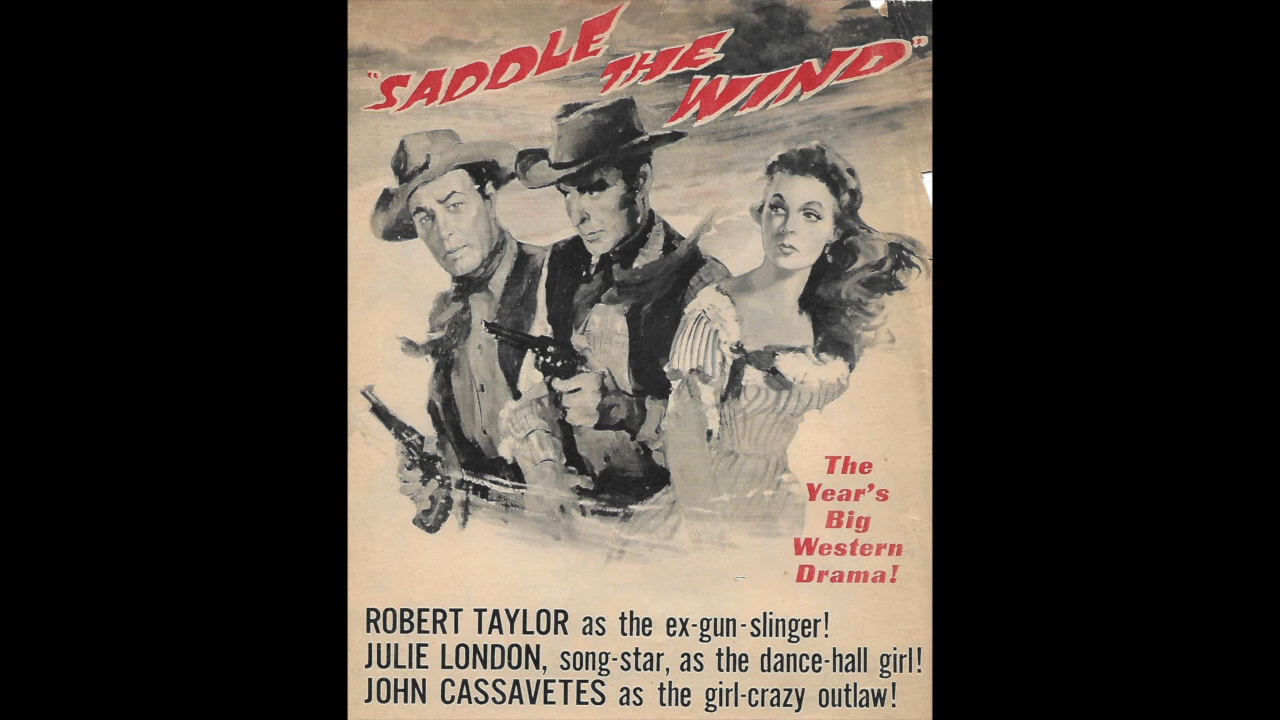 "SADDLE THE WIND"
The
Year's
Big
Western
Drama!
ROBERT TAYLOR as the ex-gun-slinger!
JULIE LONDON, song-star, as the dance-hall girl!
JOHN CASSAVETES as the girl-crazy outlaw!